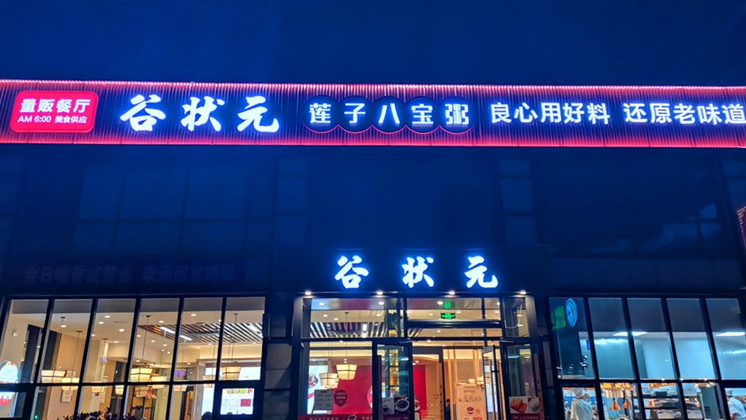 量贩餐厅
AM 6:00 美食供应
谷状元
莲子八宝粥
良心用好料 还原老味道
谷状元